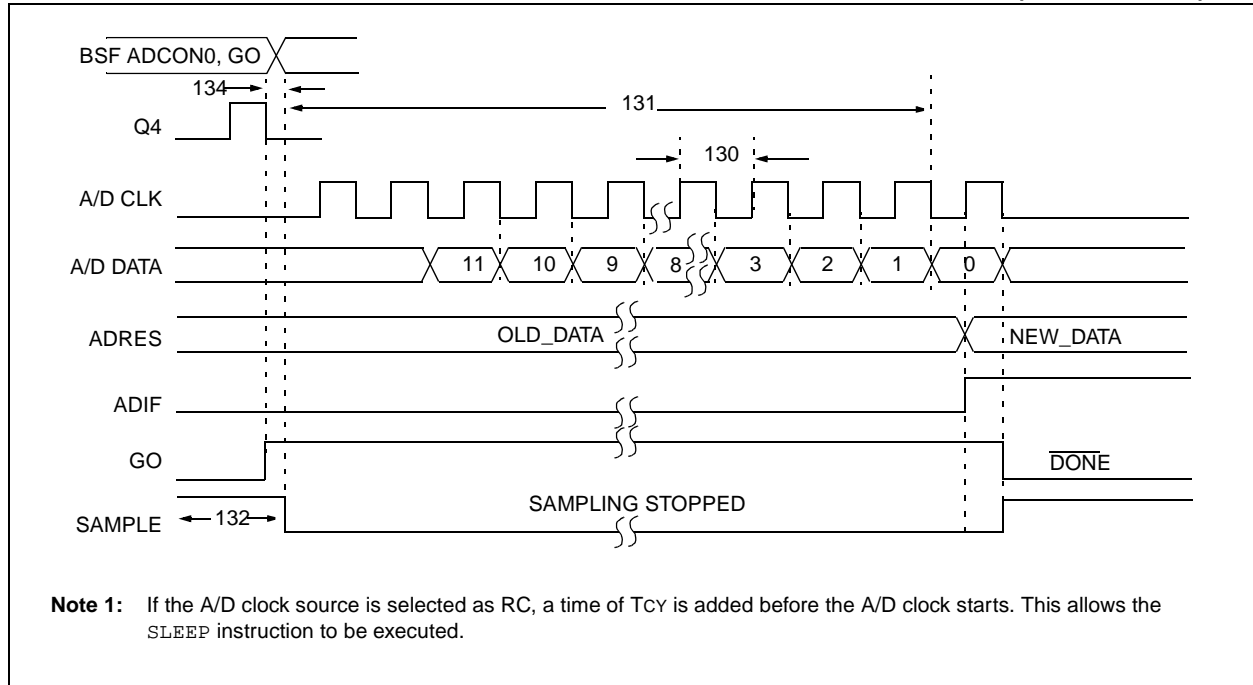 BSF ADCON0, GO
134
131
Q4
130
A/D CLK
A/D DATA 11 10 9 8 3 2 1 0
ADRES OLD_DATA NEW_DATA
ADIF
GO DONE
SAMPLING STOPPED
SAMPLE 132
Note 1: If the A/D clock source is selected as RC, a time of TCY is added before the A/D clock starts. This allows the
SLEEP instruction to be executed.